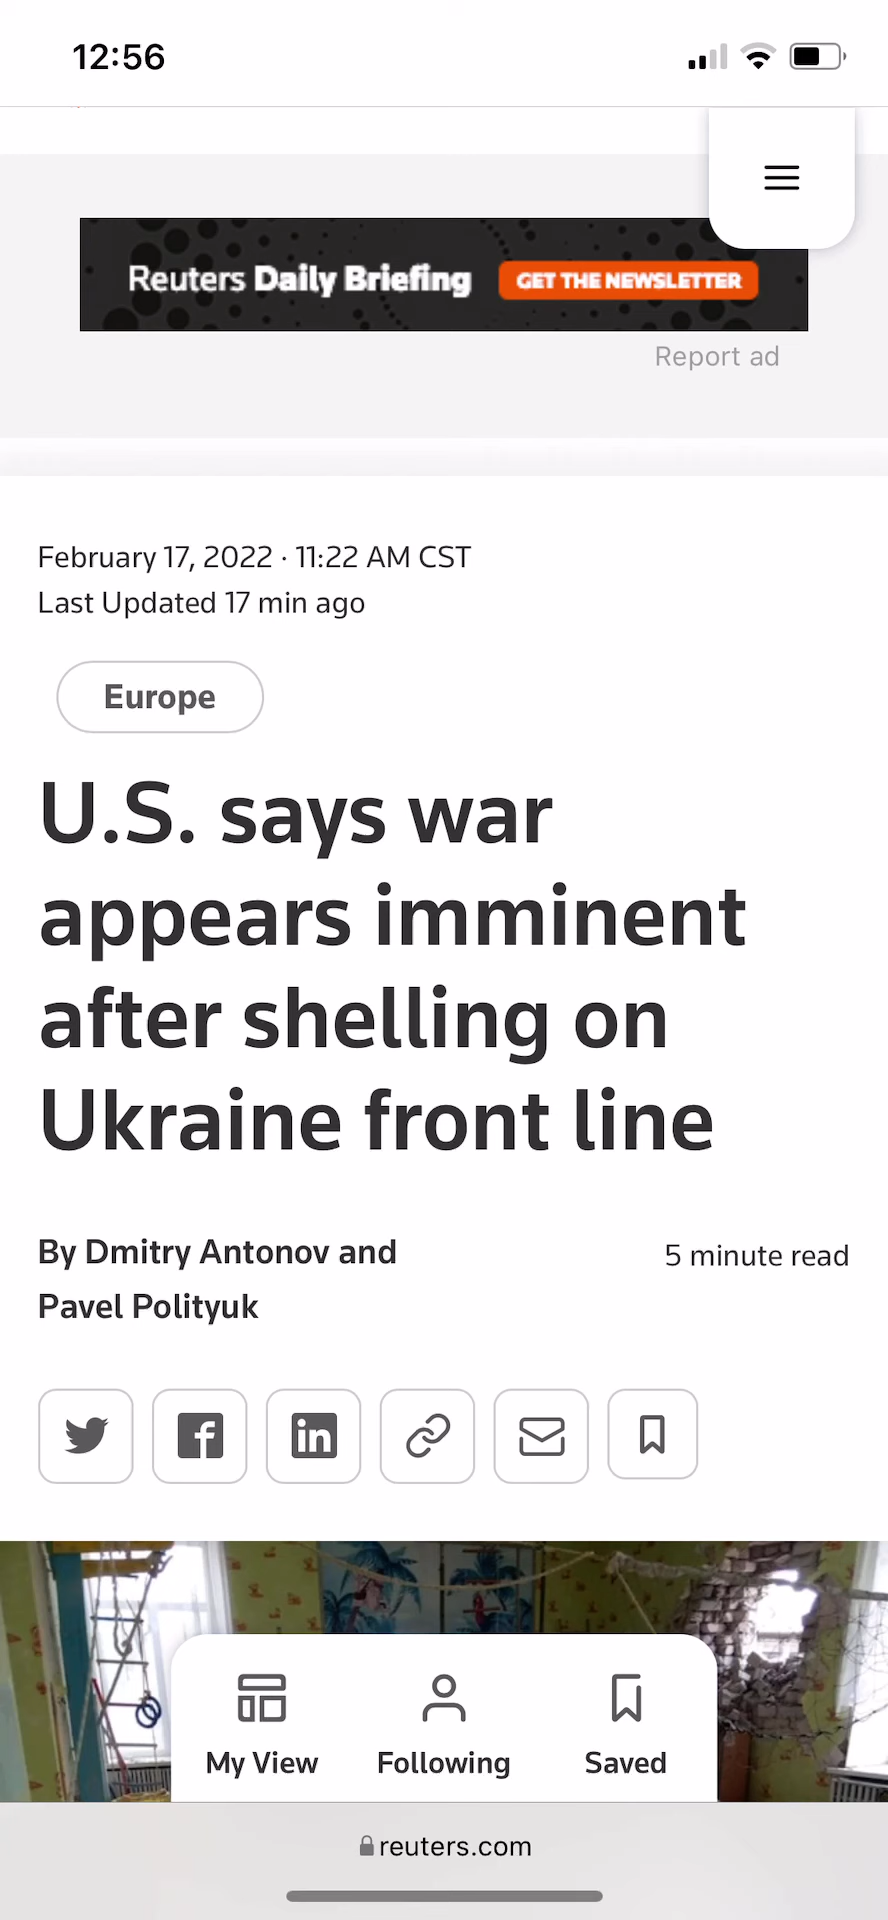 12:56
Reuters Daily Briefing GET THE NEWSLETTER
Report ad
February 17, 2022 · 11:22 AM CST
Last Updated 17 min ago
Europe
U.S. says war
appears imminent
after shelling on
Ukraine front line
By Dmitry Antonov and
Pavel Polityuk
5 minute read
My View Following Saved
reuters.com